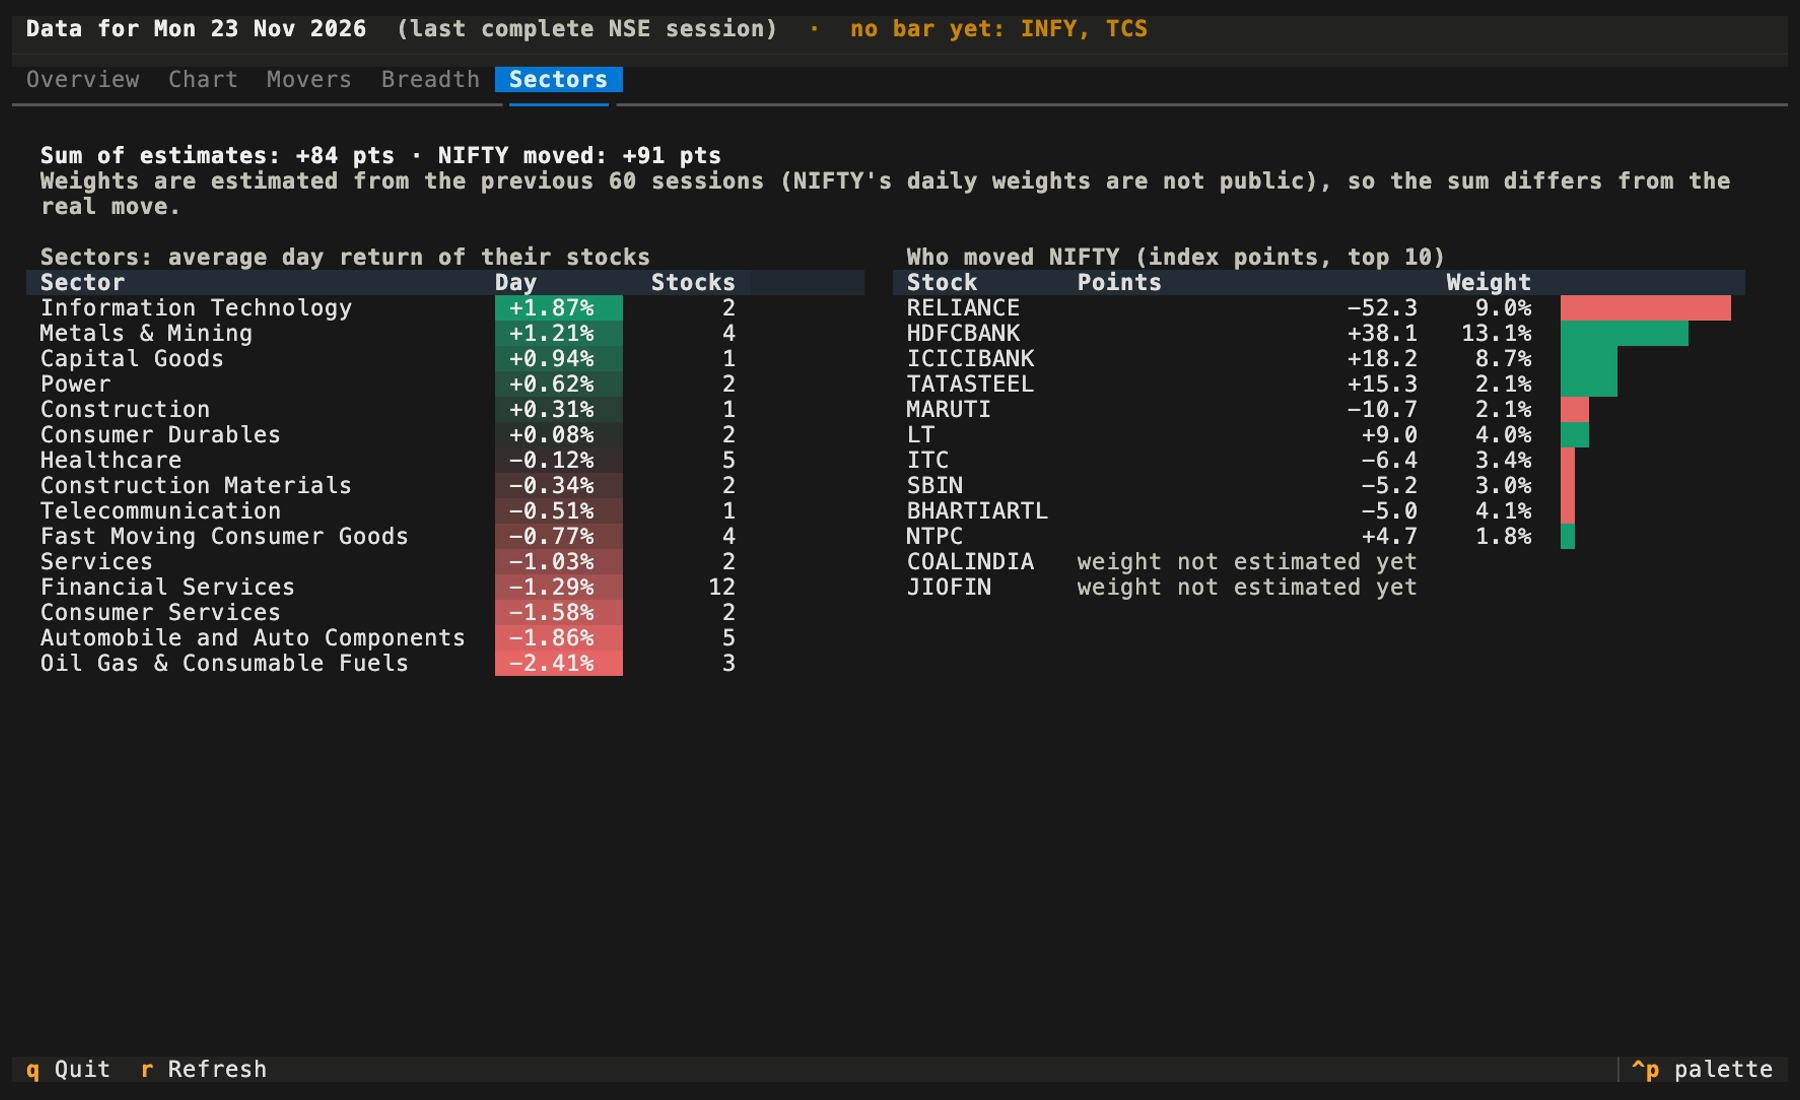 Data for Mon 23 Nov 2026 (last complete NSE session) · no bar yet: INFY, TCS
Overview Chart Movers Breadth Sectors
Sum of estimates: +84 pts · NIFTY moved: +91 pts
Weights are estimated from the previous 60 sessions (NIFTY's daily weights are not public), so the sum differs from the
real move.
Sectors: average day return of their stocks
Sector Day Stocks
Information Technology +1.87% 2
Metals & Mining +1.21% 4
Capital Goods +0.94% 1
Power +0.62% 2
Construction +0.31% 1
Consumer Durables +0.08% 2
Healthcare −0.12% 5
Construction Materials −0.34% 2
Telecommunication −0.51% 1
Fast Moving Consumer Goods −0.77% 4
Services −1.03% 2
Financial Services −1.29% 12
Consumer Services −1.58% 2
Automobile and Auto Components −1.86% 5
Oil Gas & Consumable Fuels −2.41% 3
Who moved NIFTY (index points, top 10)
Stock Points Weight
RELIANCE −52.3 9.0%
HDFCBANK +38.1 13.1%
ICICIBANK +18.2 8.7%
TATASTEEL +15.3 2.1%
MARUTI −10.7 2.1%
LT +9.0 4.0%
ITC −6.4 3.4%
SBIN −5.2 3.0%
BHARTIARTL −5.0 4.1%
NTPC +4.7 1.8%
COALINDIA weight not estimated yet
JIOFIN weight not estimated yet
q Quit r Refresh ^p palette